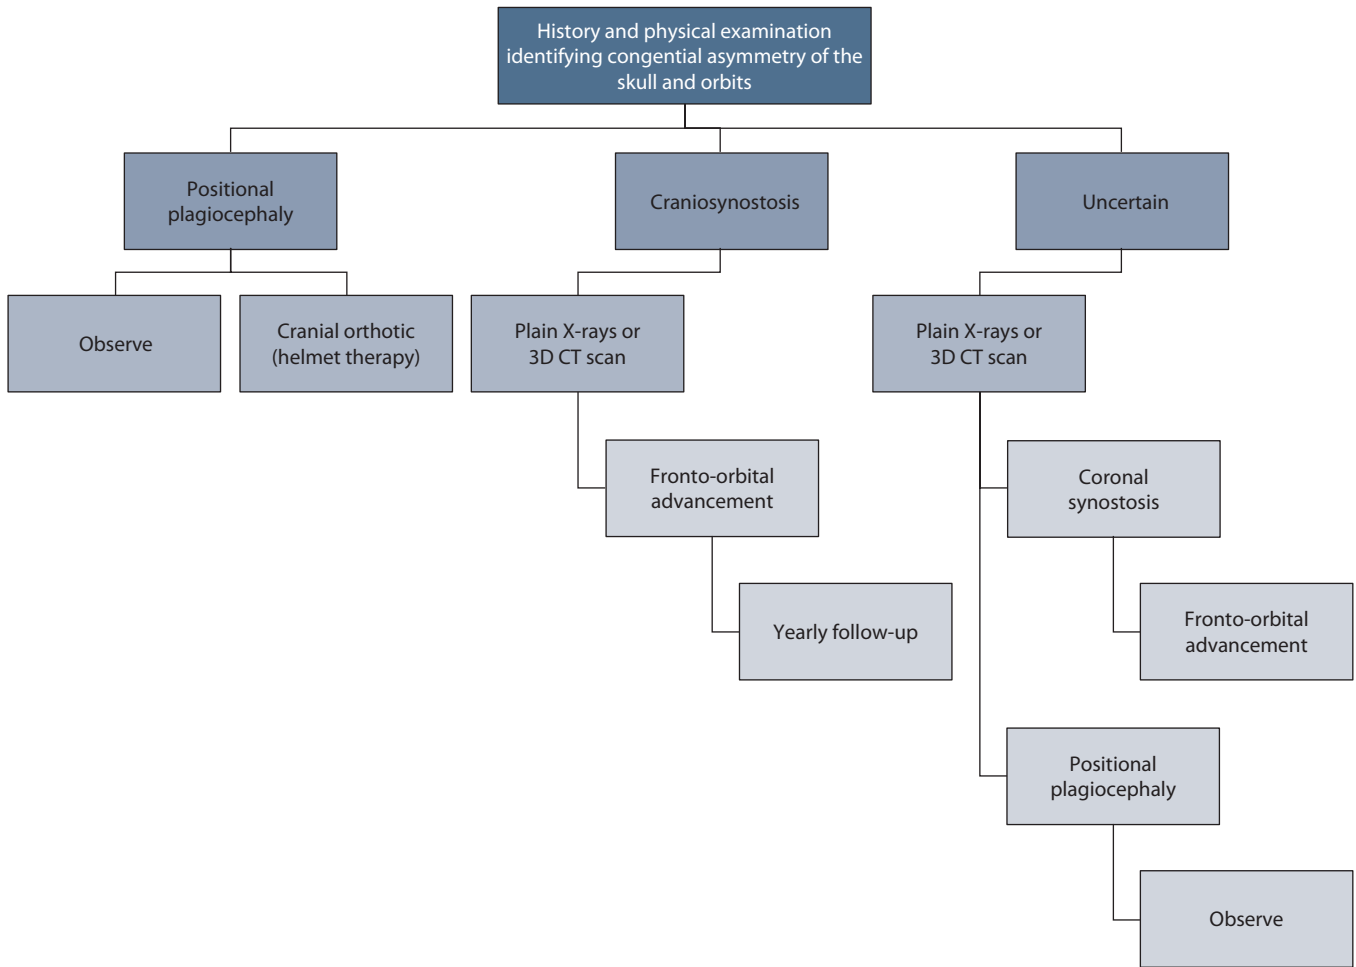 History and physical examination
identifying congential asymmetry of the
skull and orbits
Positional
plagiocephaly
Craniosynostosis
Uncertain
Observe
Cranial orthotic
(helmet therapy)
Plain X-rays or
3D CT scan
Plain X-rays or
3D CT scan
Fronto-orbital
advancement
Coronal
synostosis
Yearly follow-up
Fronto-orbital
advancement
Positional
plagiocephaly
Observe